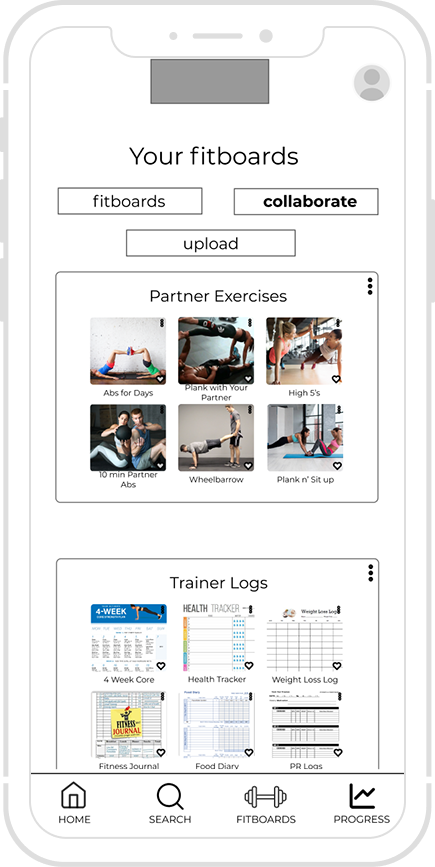 Your fitboards
fitboards
collaborate
upload
Partner Exercises
Abs for Days
Plank with Your
Partner
High 5's
10 min Partner
Abs
Wheelbarrow
Plank n' Sit up
Trainer Logs
4-WEEK
HEALTH TRACKER
Weight Loss Log
4 Week Core
Health Tracker
Weight Loss Log
FITNESS
JOURNAL
Food Diary
Fitness Journal
Food Diary
PR Logs
HOME
SEARCH
FITBOARDS
PROGRESS